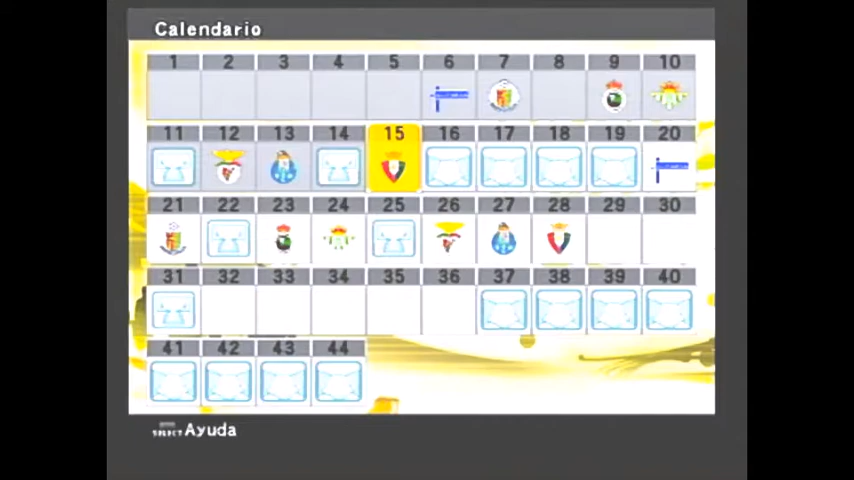 Calendario
1 2 3 4 5 6 7 8 9 10
11 12 13 14 15 16 17 18 19 20
21 22 23 24 25 26 27 28 29 30
31 32 33 34 35 36 37 38 39 40
41 42 43 44
SELECT Ayuda